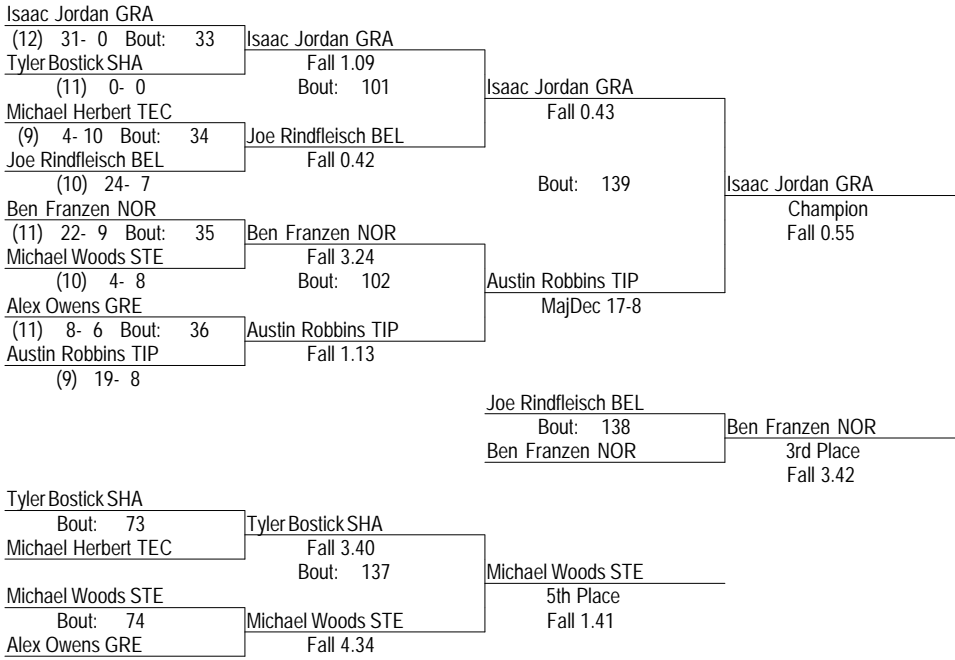 Isaac Jordan GRA
(12) 31- 0 Bout: 33
Isaac Jordan GRA
Tyler Bostick SHA
Fall 1.09
(11) 0- 0
Bout: 101
Isaac Jordan GRA
Michael Herbert TEC
Fall 0.43
(9) 4- 10 Bout: 34
Joe Rindfleisch BEL
Joe Rindfleisch BEL
Fall 0.42
(10) 24- 7
Bout: 139
Isaac Jordan GRA
Ben Franzen NOR
Champion
(11) 22- 9 Bout: 35
Ben Franzen NOR
Fall 0.55
Michael Woods STE
Fall 3.24
(10) 4- 8
Bout: 102
Austin Robbins TIP
Alex Owens GRE
MajDec 17-8
(11) 8- 6 Bout: 36
Austin Robbins TIP
Austin Robbins TIP
Fall 1.13
(9) 19- 8
Joe Rindfleisch BEL
Bout: 138
Ben Franzen NOR
Ben Franzen NOR
3rd Place
Fall 3.42
Tyler Bostick SHA
Bout: 73
Tyler Bostick SHA
Michael Herbert TEC
Fall 3.40
Bout: 137
Michael Woods STE
Michael Woods STE
5th Place
Bout: 74
Michael Woods STE
Fall 1.41
Alex Owens GRE
Fall 4.34